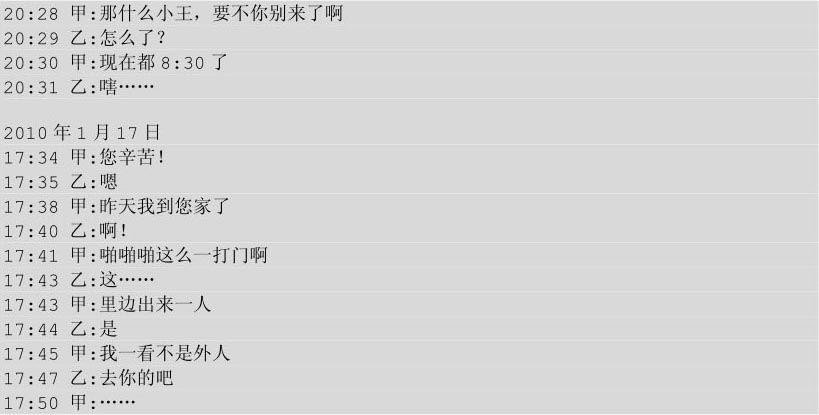 20:28 甲:那什么小王，要不你别来了啊
20:29 乙:怎么了？
20:30 甲:现在都 8:30 了
20:31 乙:嘻……
2010 年 1 月 17 日
17:34 甲:您辛苦！
17:35 乙:嗯
17:38 甲:昨天我到您家了
17:40 乙:啊！
17:41 甲:啪啪啪这么一打门啊
17:43 乙:这……
17:43 甲:里边出来一人
17:44 乙:是
17:45 甲:我一看不是外人
17:47 乙:去你的吧
17:50 甲:……